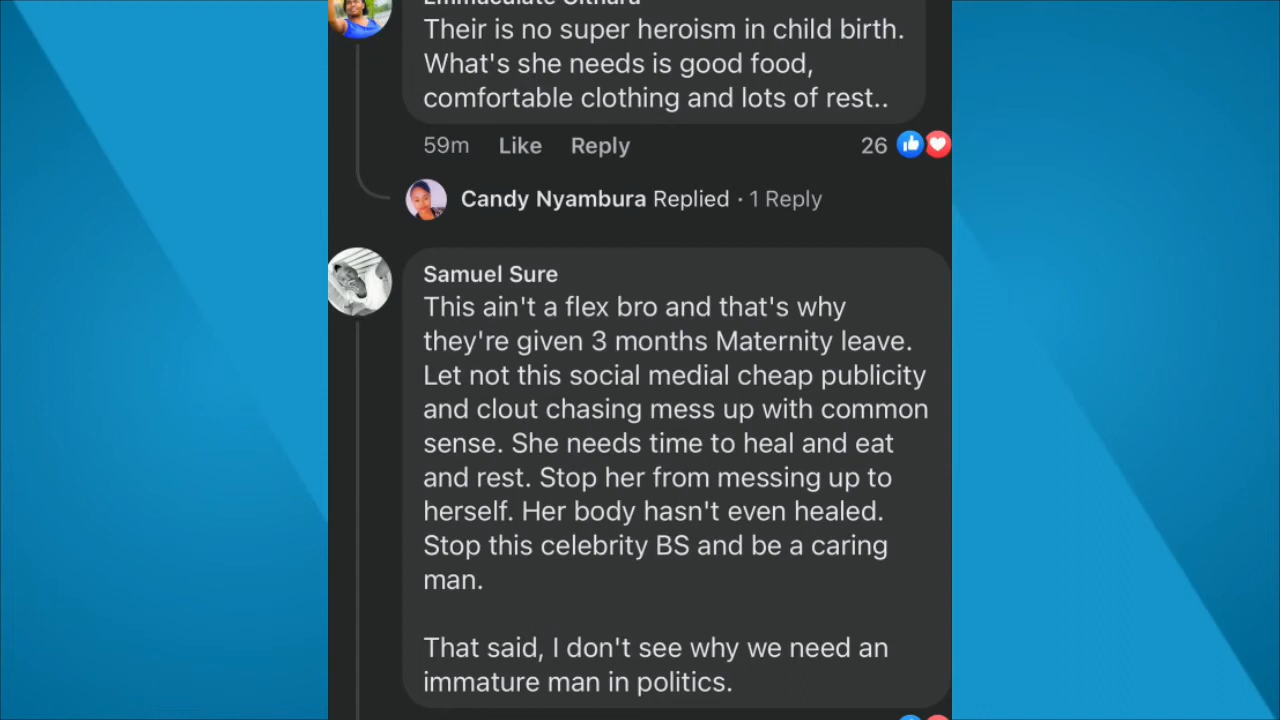 Their is no super heroism in child birth.
What's she needs is good food,
comfortable clothing and lots of rest..
59m Like Reply 26
Candy Nyambura Replied · 1 Reply
Samuel Sure
This ain't a flex bro and that's why
they're given 3 months Maternity leave.
Let not this social medial cheap publicity
and clout chasing mess up with common
sense. She needs time to heal and eat
and rest. Stop her from messing up to
herself. Her body hasn't even healed.
Stop this celebrity BS and be a caring
man.
That said, I don't see why we need an
immature man in politics.